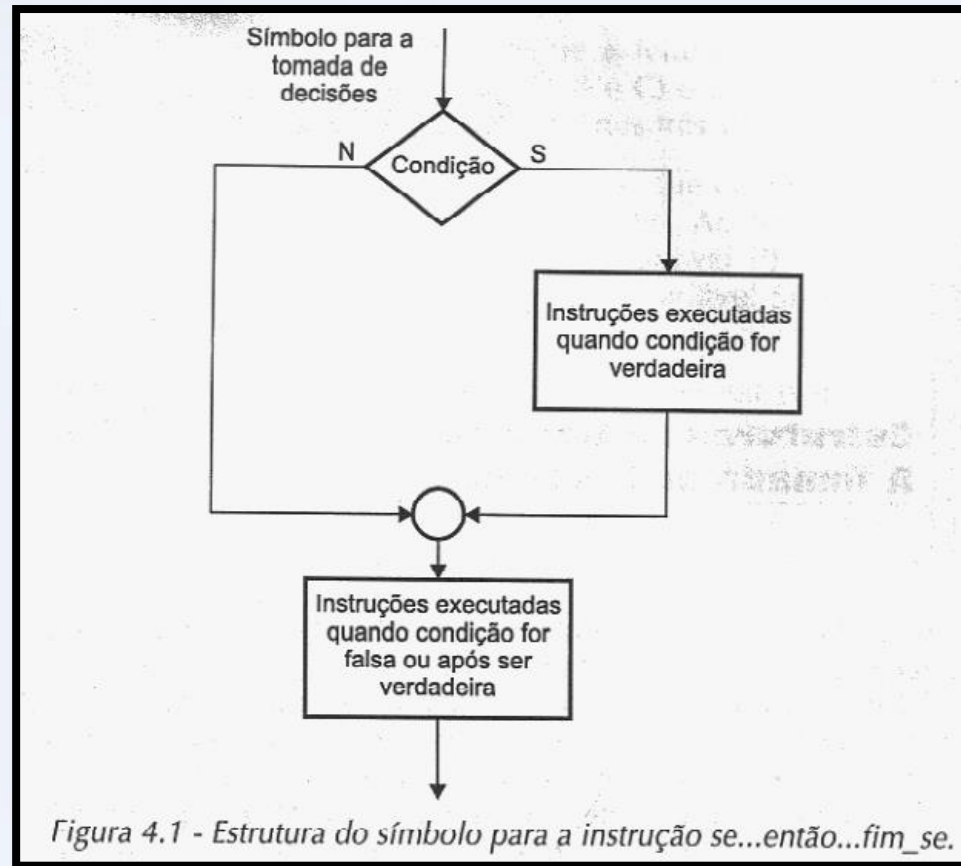 Símbolo para a
tomada de
decisões
N
Condição
S
Instruções executadas
quando condição for
verdadeira
Instruções executadas
quando condição for
falsa ou após ser
verdadeira
Figura 4.1 - Estrutura do símbolo para a instrução se...então...fim_se.